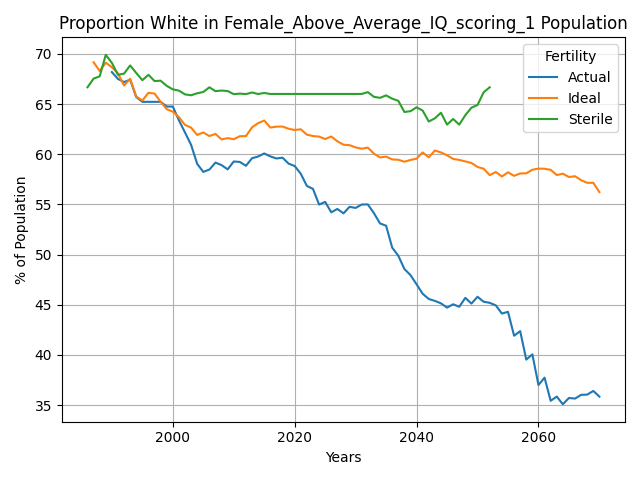 Proportion White in Female_Above_Average_IQ_scoring_1 Population
Fertility
Actual
Ideal
Sterile
% of Population
70
65
60
55
50
45
40
35
2000
2020
2040
2060
Years